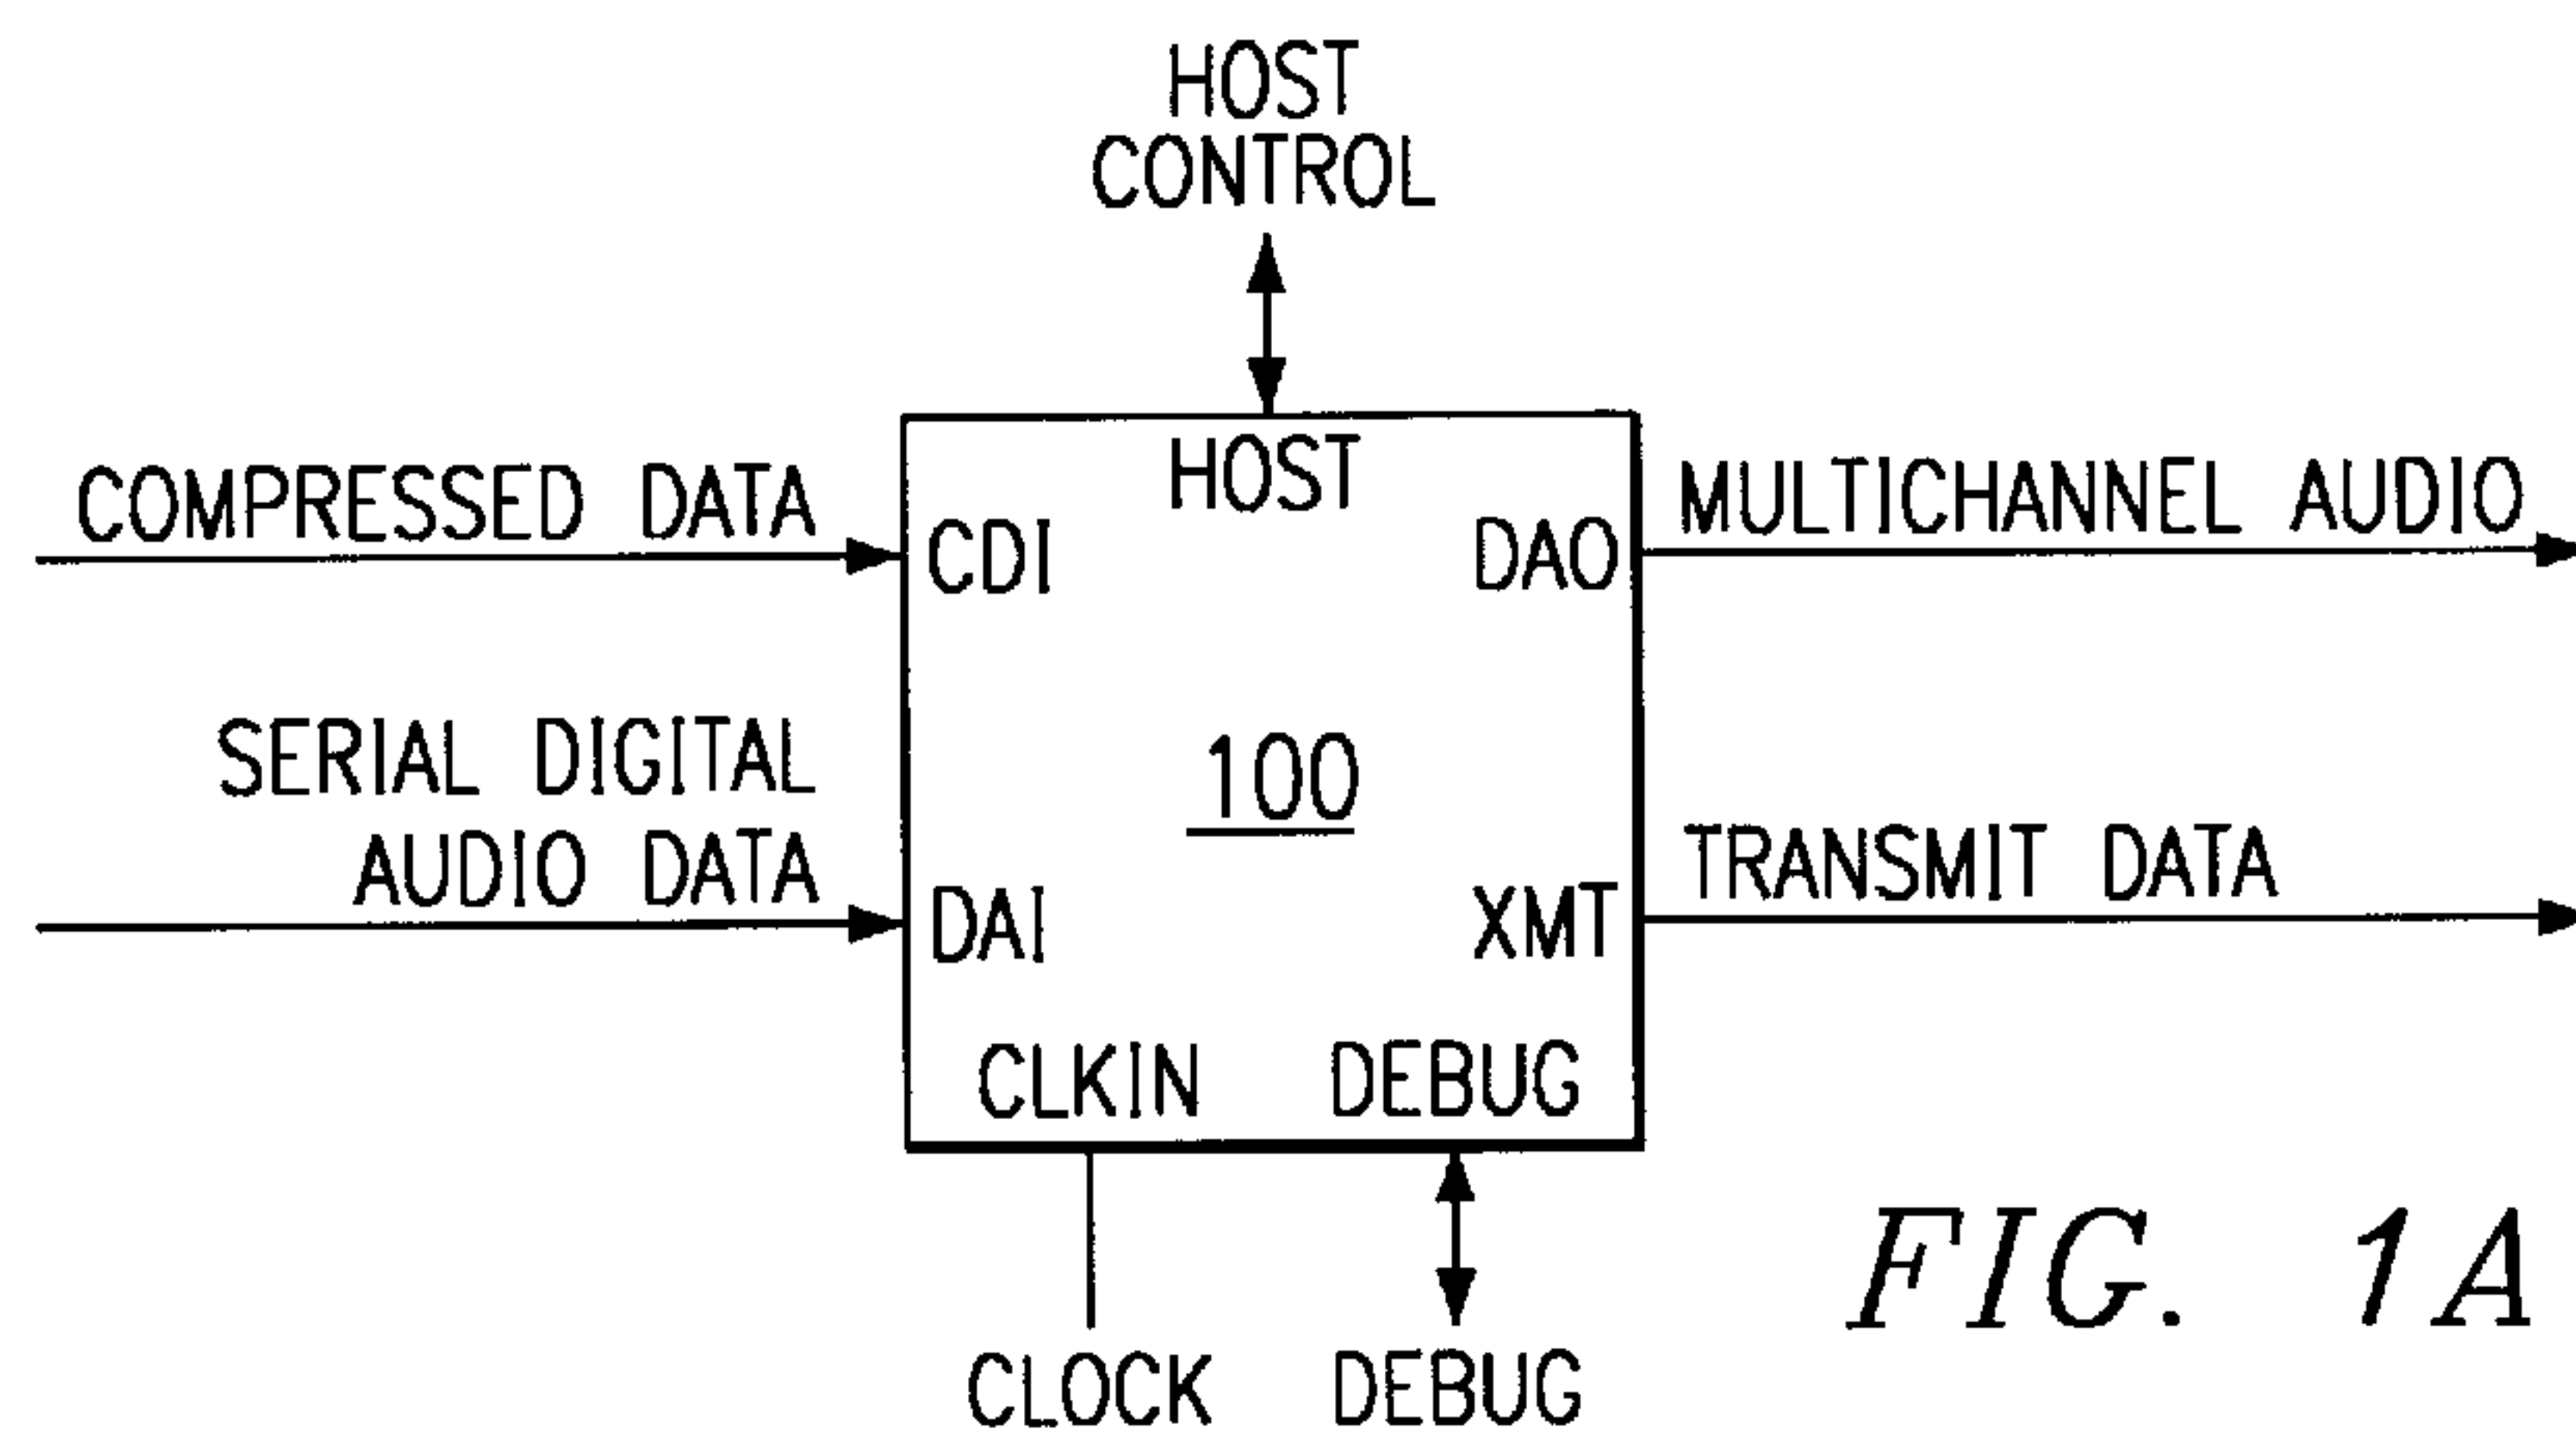 HOST
CONTROL
HOST
COMPRESSED DATA
CDI
DAO
MULTICHANNEL AUDIO
SERIAL DIGITAL
AUDIO DATA
100
DAI
XMT
TRANSMIT DATA
CLKIN
DEBUG
CLOCK
DEBUG
FIG. 1A